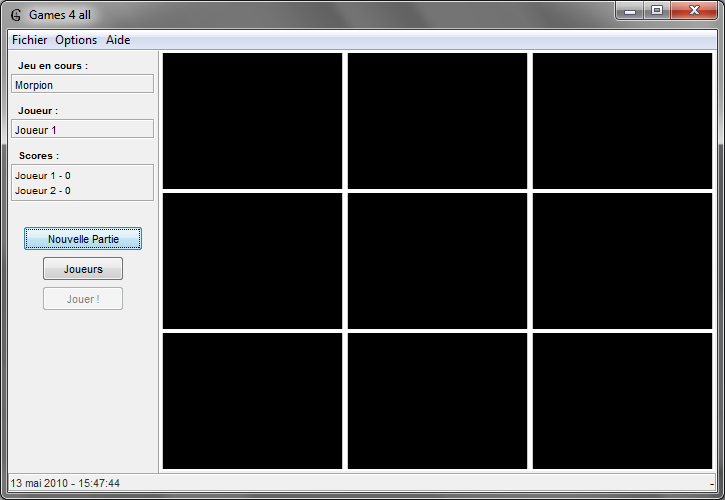 Games 4 all
Fichier Options Aide
Jeu en cours :
Morpion
Joueur :
Joueur 1
Scores :
Joueur 1 - 0
Joueur 2 - 0
Nouvelle Partie
Joueurs
Jouer !
13 mai 2010 - 15:47:44
-